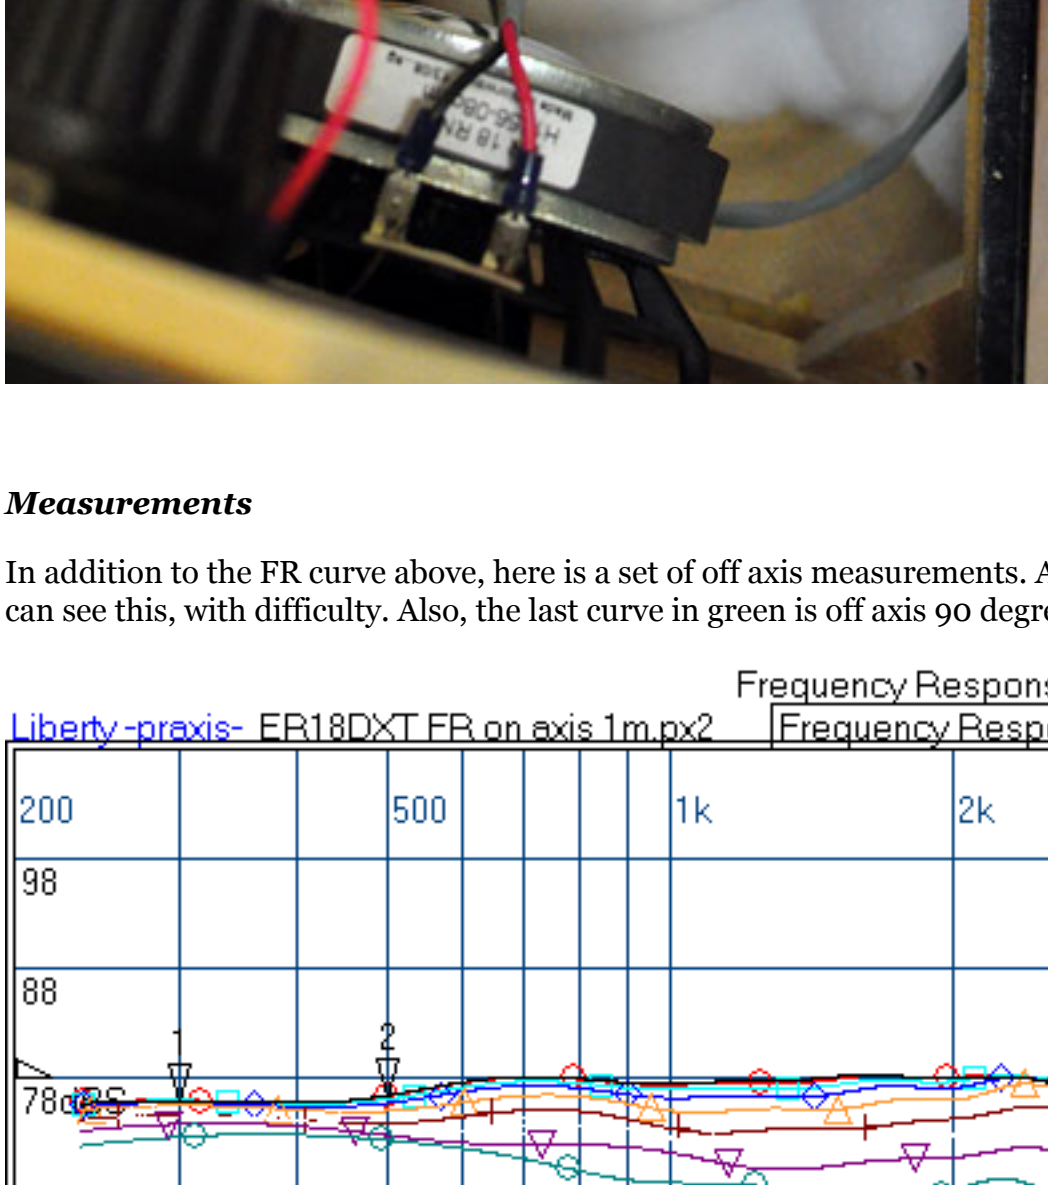 Measurements
In addition to the FR curve above, here is a set of off axis measurements. A
can see this, with difficulty. Also, the last curve in green is off axis 90 degre
Frequency Respons
Liberty -praxis- ER18DXT FR on axis 1m.px2 Frequency Resp
200 500 1k 2k
98
88
1 2